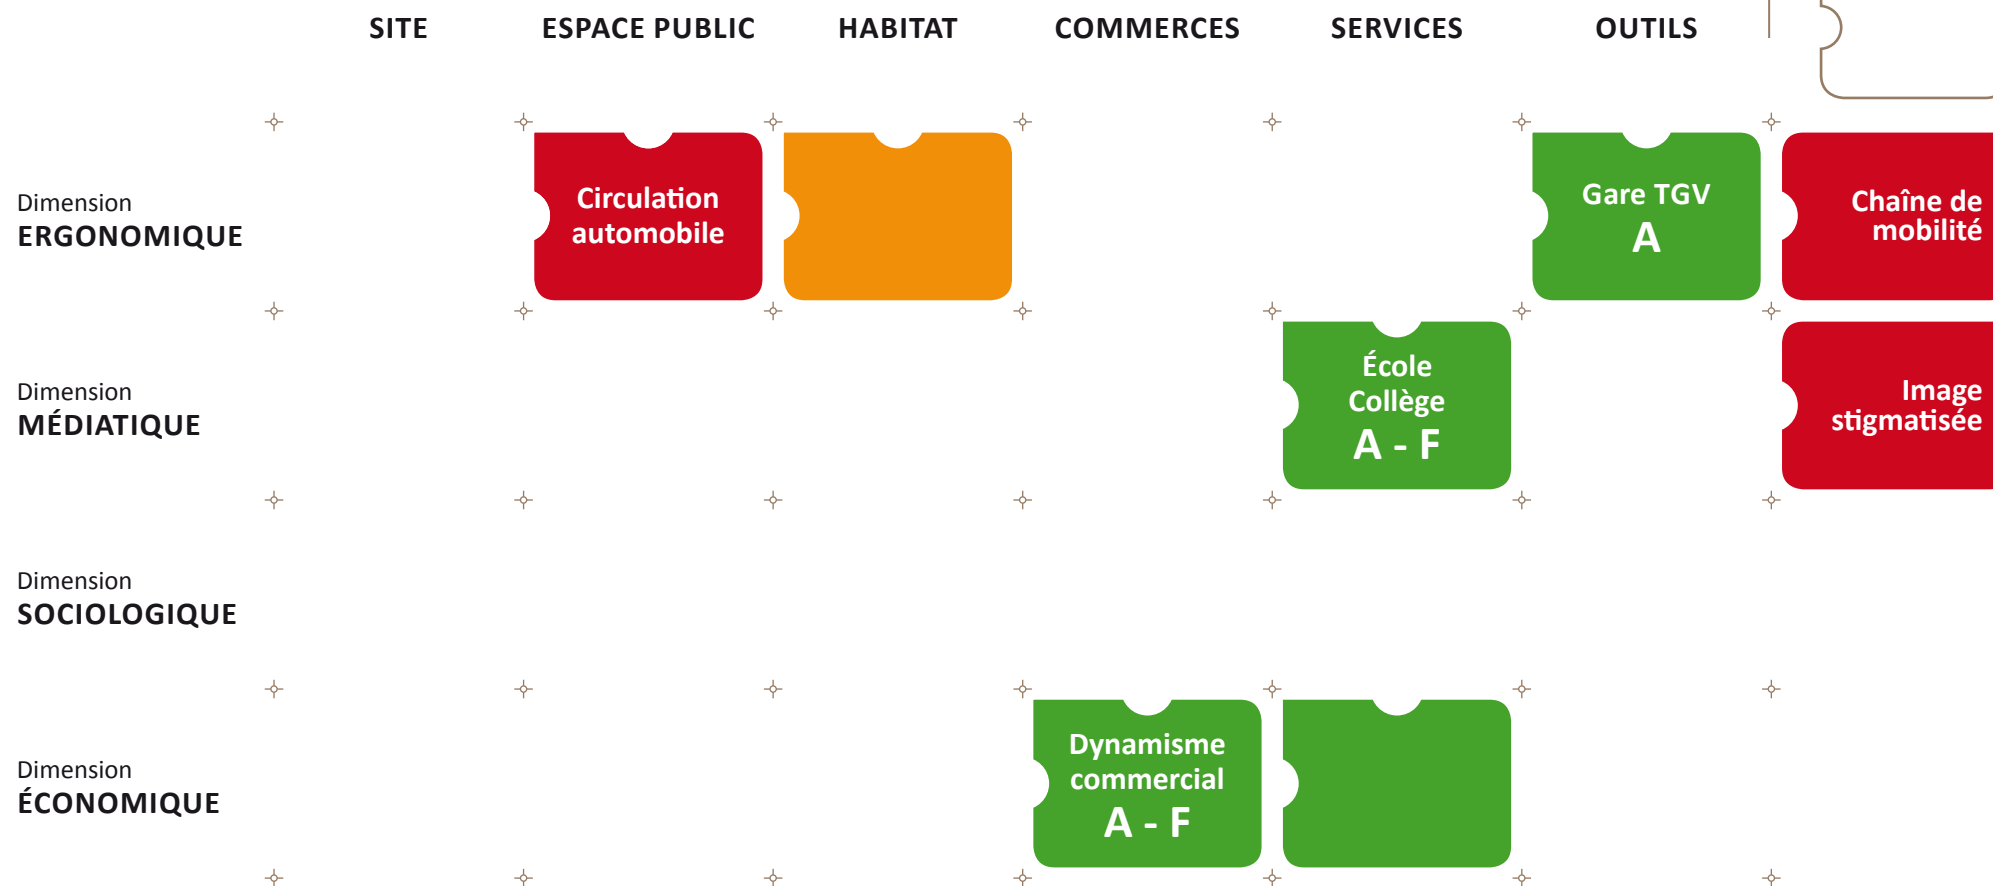 SITE ESPACE PUBLIC HABITAT COMMERCES SERVICES OUTILS
Dimension
ERGONOMIQUE
Circulation
automobile
Gare TGV
A
Chaîne de
mobilité
Dimension
MÉDIATIQUE
École
Collège
A - F
Image
stigmatisée
Dimension
SOCIOLOGIQUE
Dimension
ÉCONOMIQUE
Dynamisme
commercial
A - F